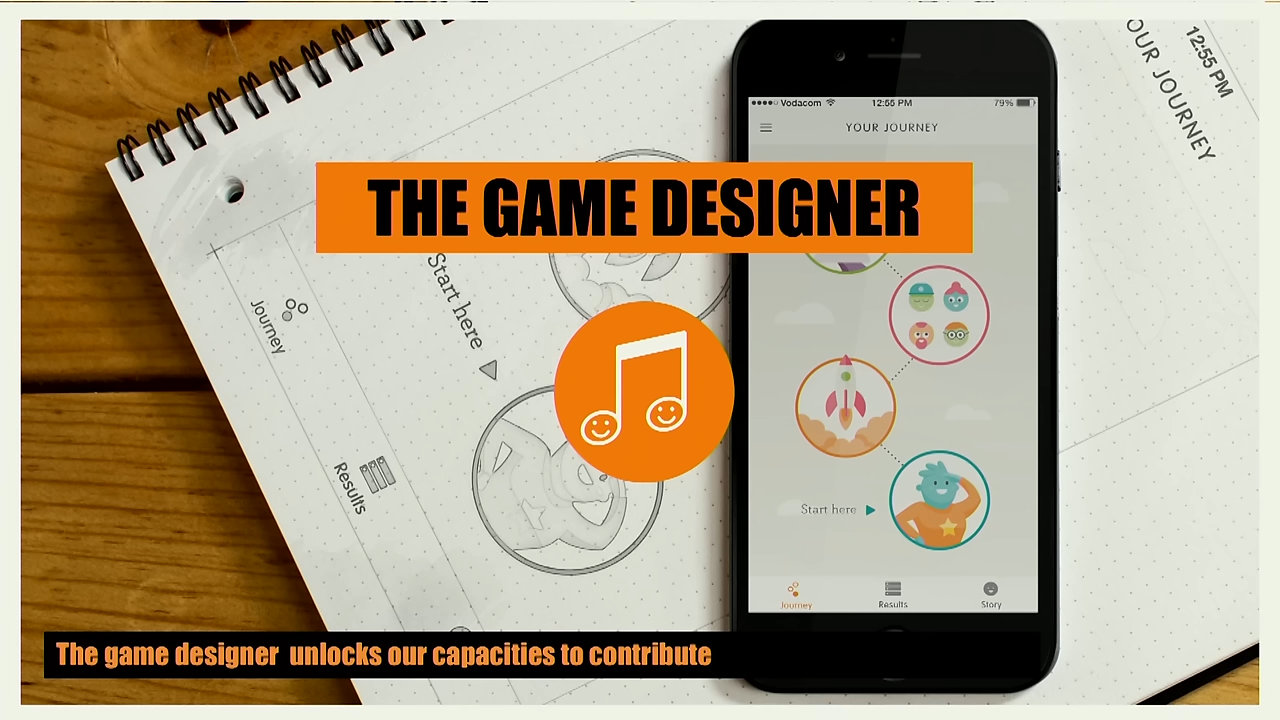 12:55 PM
OUR JOURNEY
Vodacom
12:55 PM
79%
YOUR JOURNEY
THE GAME DESIGNER
Start here
Journey
Results
Start here
Journey
Results
Story
The game designer unlocks our capacities to contribute